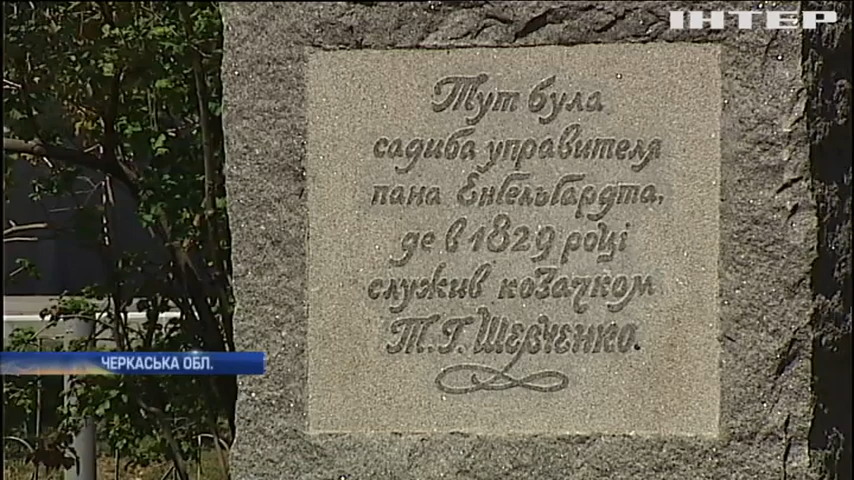 ІНТЕР
Тут була
садиба управителя
пана Енгельгардта,
де в 1829 році
служив козачком
Т.Г. Шевченко.
ЧЕРКАСЬКА ОБЛ.